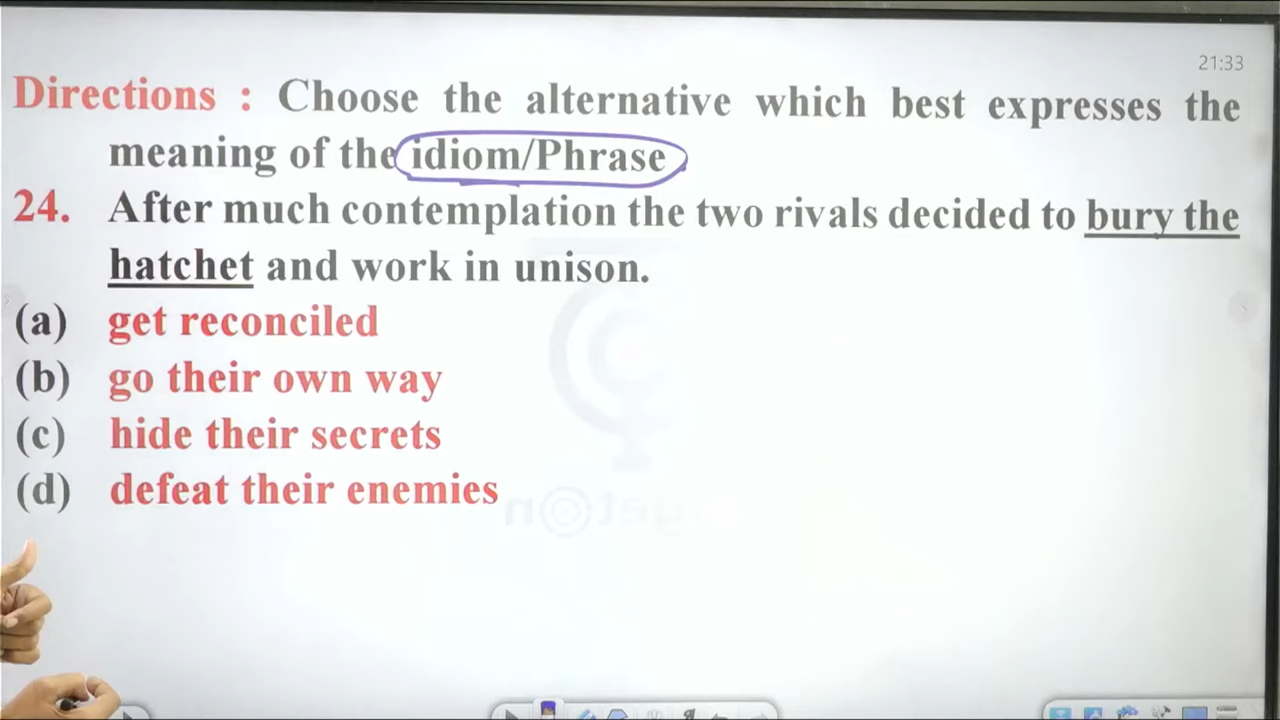 21:33
Directions : Choose the alternative which best expresses the
meaning of the idiom/Phrase
24. After much contemplation the two rivals decided to bury the
hatchet and work in unison.
(a) get reconciled
(b) go their own way
(c) hide their secrets
(d) defeat their enemies